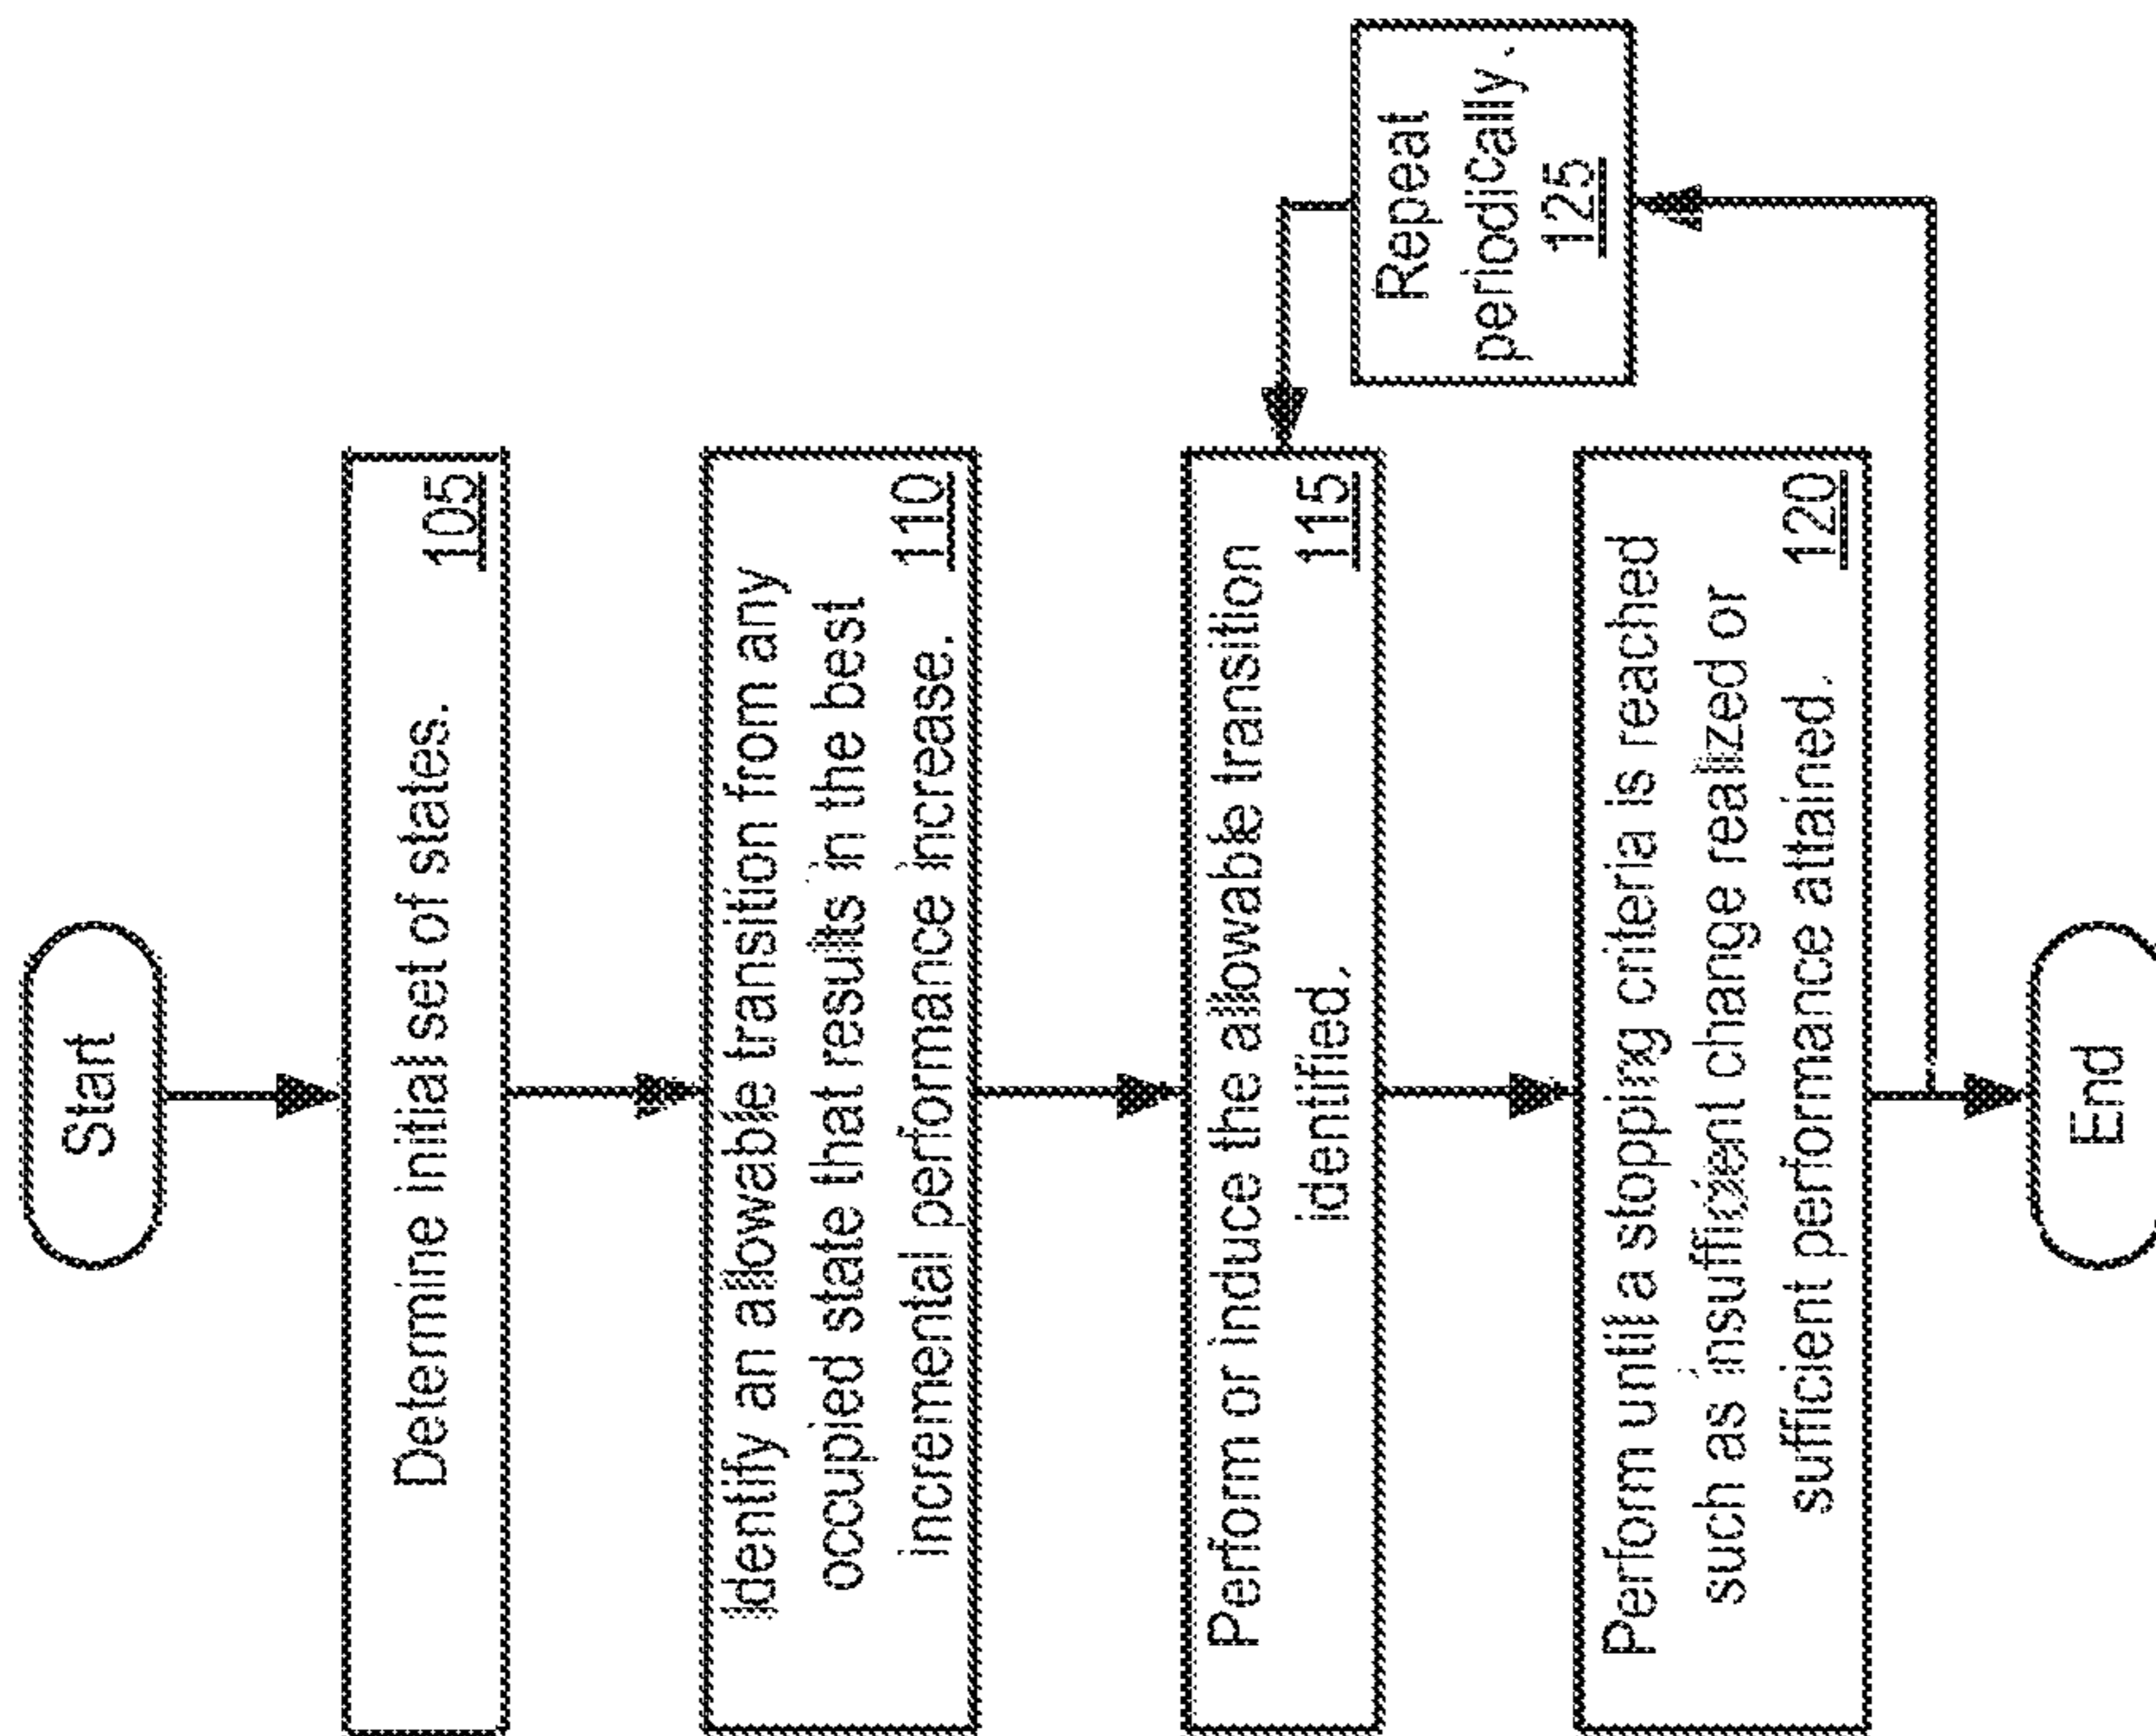 Start
Determine initial set of states.
105
Identify an allowable transition from any
occupied state that results in the best
incremental performance increase. 110
Perform or induce the allowable transition
identified. 115
Perform until a stopping criteria is reached
such as insufficient change realized or
sufficient performance attained. 120
Repeat
periodically.
125
End